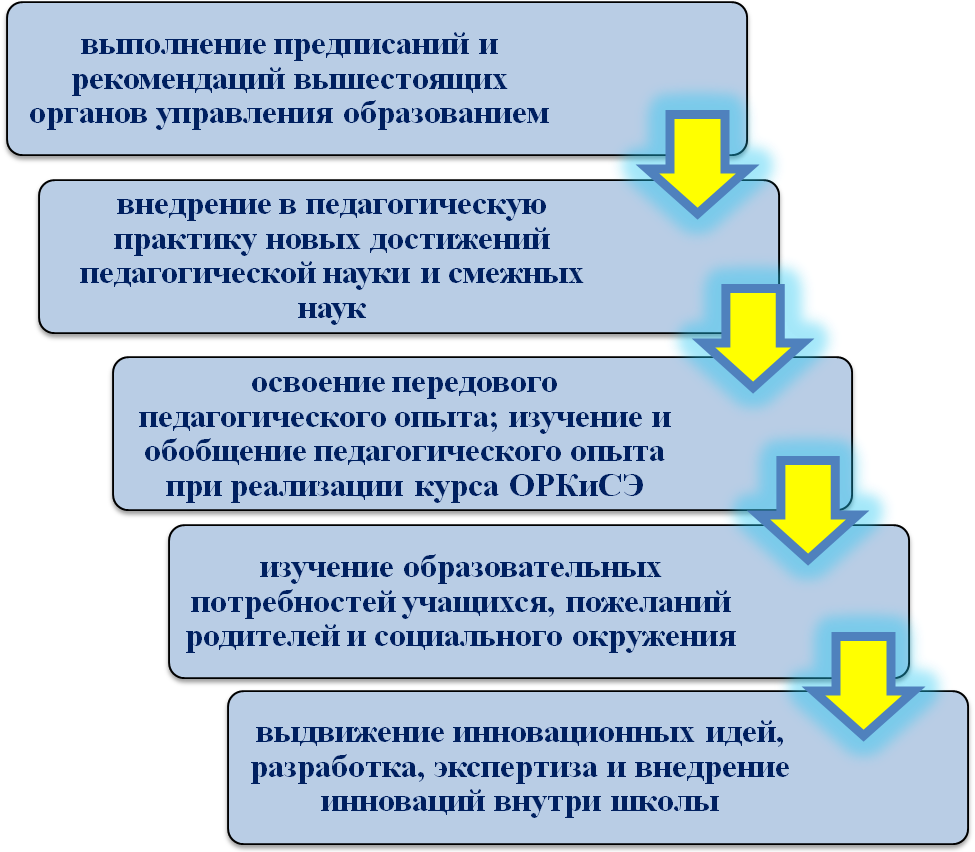 выполнение предписаний и
рекомендаций вышестоящих
органов управления образованием
внедрение в педагогическую
практику новых достижений
педагогической науки и смежных
наук
освоение передового
педагогического опыта; изучение и
обобщение педагогического опыта
при реализации курса ОРКиСЭ
изучение образовательных
потребностей учащихся, пожеланий
родителей и социального окружения
выдвижение инновационных идей,
разработка, экспертиза и внедрение
инноваций внутри школы